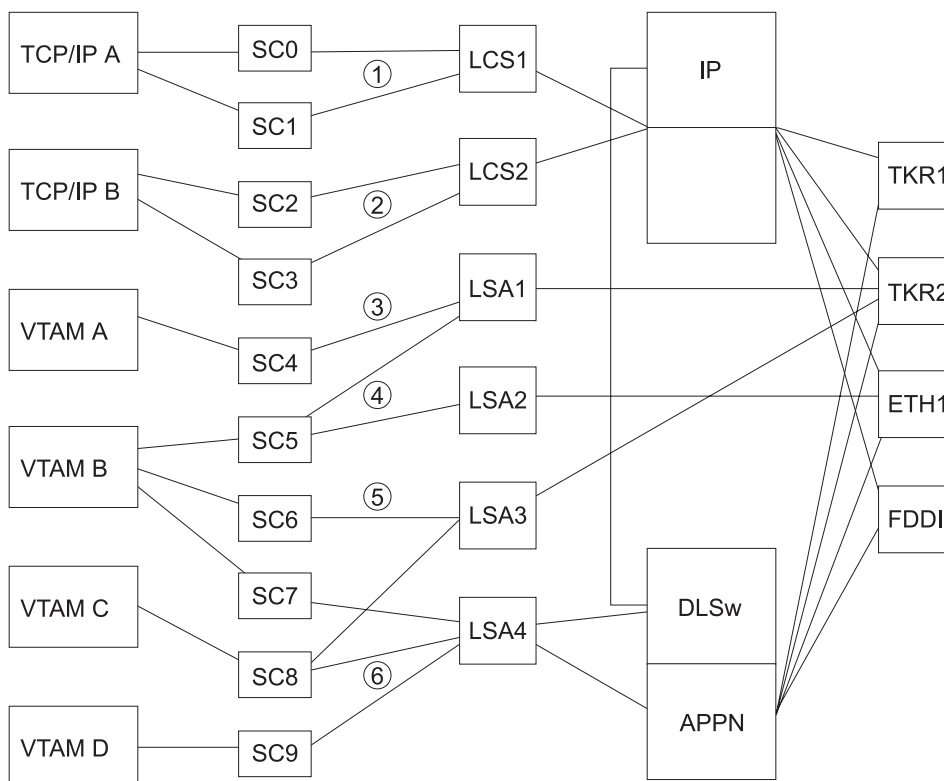 TCP/IP A
SC0
①
LCS1
IP
SC1
TCP/IP B
SC2
②
LCS2
TKR1
SC3
VTAM A
③
LSA1
TKR2
SC4
④
LSA2
ETH1
VTAM B
SC5
⑤
SC6
LSA3
FDDI
VTAM C
SC7
LSA4
DLSw
SC8
⑥
VTAM D
SC9
APPN